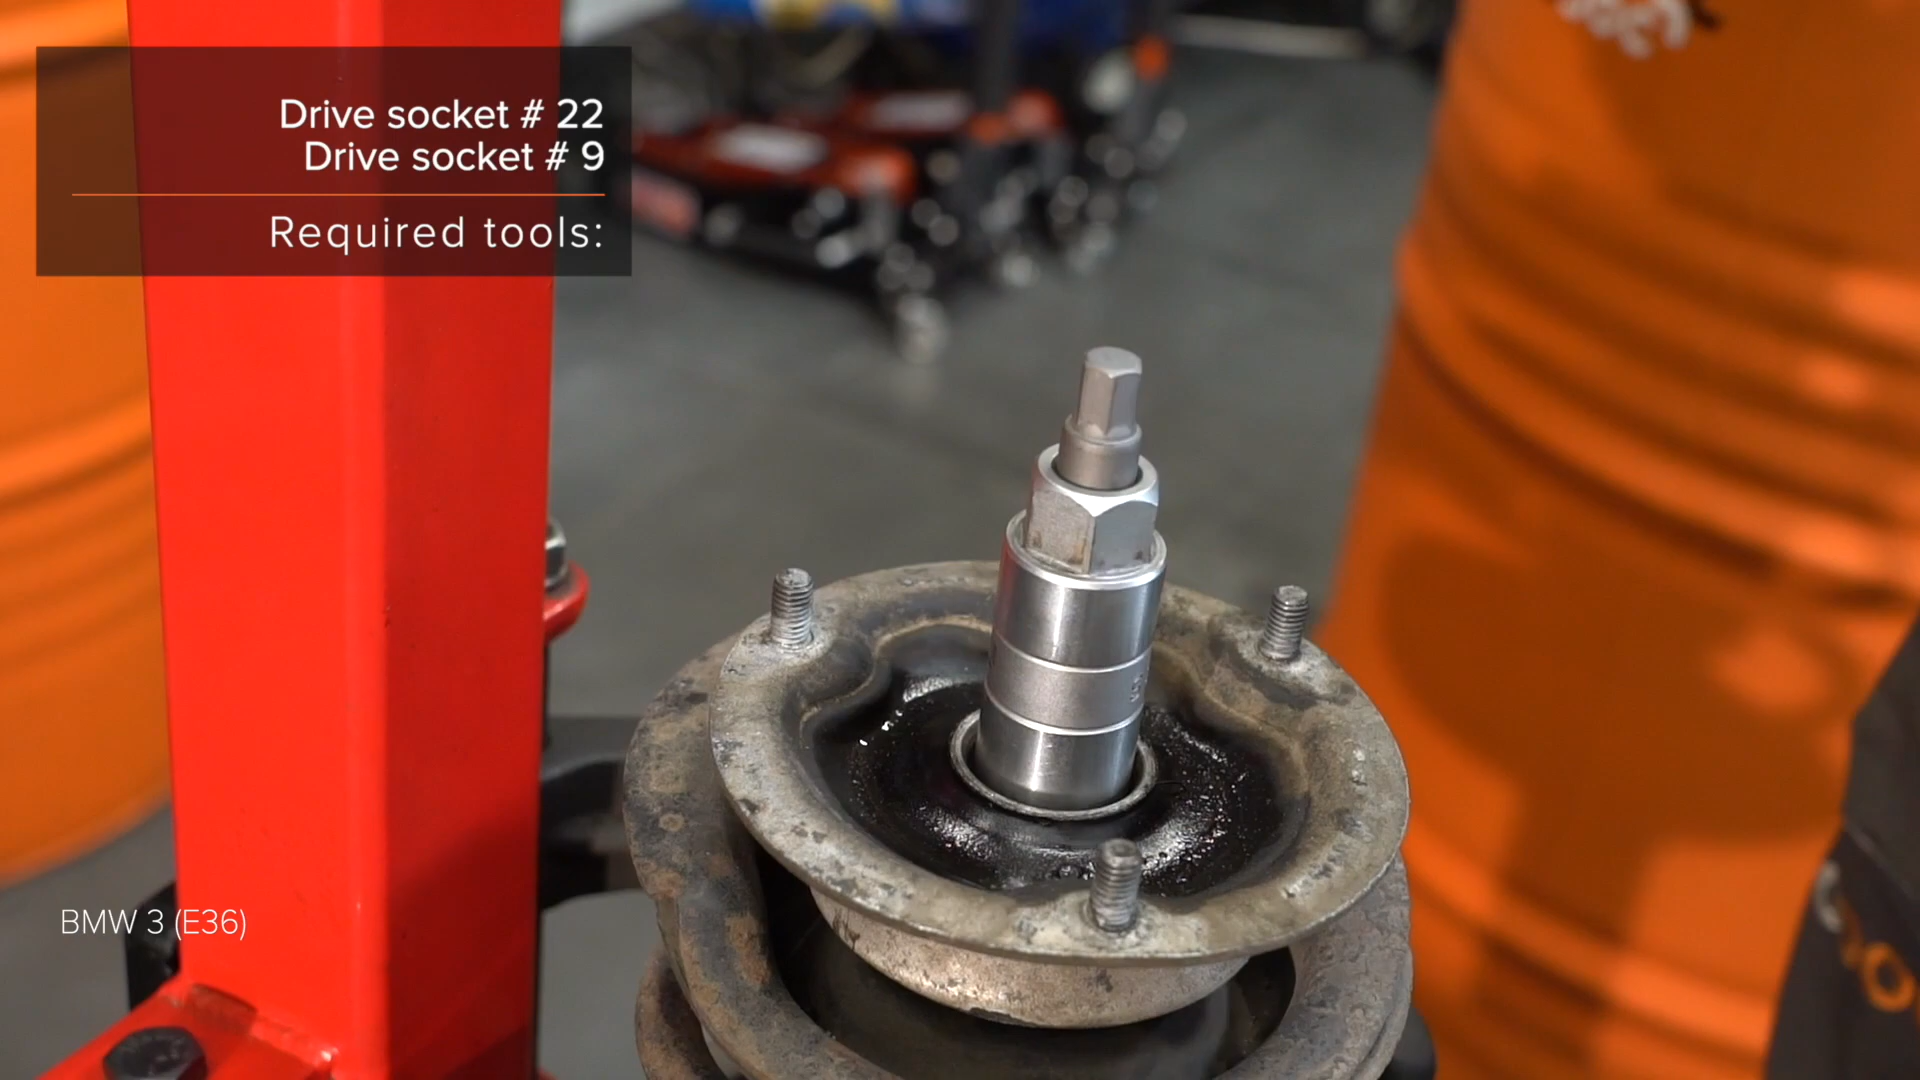 Drive socket # 22
Drive socket # 9
Required tools:
BMW 3 (E36)